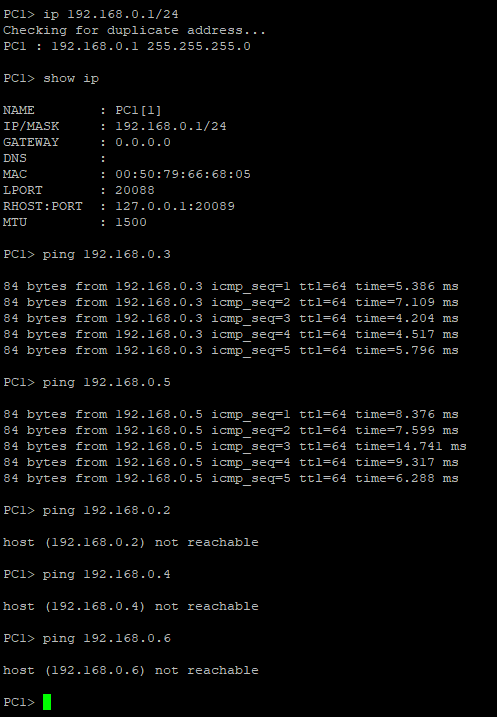 PC1> ip 192.168.0.1/24
Checking for duplicate address...
PC1 : 192.168.0.1 255.255.255.0
PC1> show ip
NAME        : PC1[1]
IP/MASK     : 192.168.0.1/24
GATEWAY     : 0.0.0.0
DNS         :
MAC         : 00:50:79:66:68:05
LPORT       : 20088
RHOST:PORT  : 127.0.0.1:20089
MTU         : 1500
PC1> ping 192.168.0.3
84 bytes from 192.168.0.3 icmp_seq=1 ttl=64 time=5.386 ms
84 bytes from 192.168.0.3 icmp_seq=2 ttl=64 time=7.109 ms
84 bytes from 192.168.0.3 icmp_seq=3 ttl=64 time=4.204 ms
84 bytes from 192.168.0.3 icmp_seq=4 ttl=64 time=4.517 ms
84 bytes from 192.168.0.3 icmp_seq=5 ttl=64 time=5.796 ms
PC1> ping 192.168.0.5
84 bytes from 192.168.0.5 icmp_seq=1 ttl=64 time=8.376 ms
84 bytes from 192.168.0.5 icmp_seq=2 ttl=64 time=7.599 ms
84 bytes from 192.168.0.5 icmp_seq=3 ttl=64 time=14.741 ms
84 bytes from 192.168.0.5 icmp_seq=4 ttl=64 time=9.317 ms
84 bytes from 192.168.0.5 icmp_seq=5 ttl=64 time=6.288 ms
PC1> ping 192.168.0.2
host (192.168.0.2) not reachable
PC1> ping 192.168.0.4
host (192.168.0.4) not reachable
PC1> ping 192.168.0.6
host (192.168.0.6) not reachable
PC1>